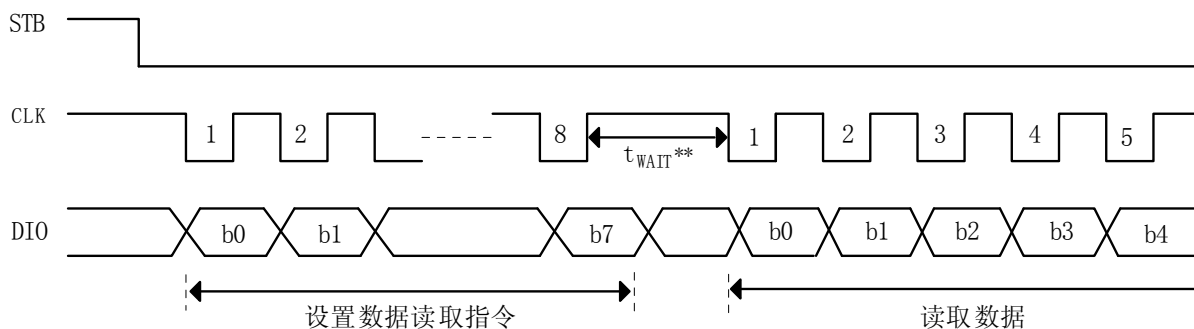 STB
CLK 1 2 8 1 2 3 4 5
tWAIT**
DIO b0 b1 b7 b0 b1 b2 b3 b4
设置数据读取指令 读取数据